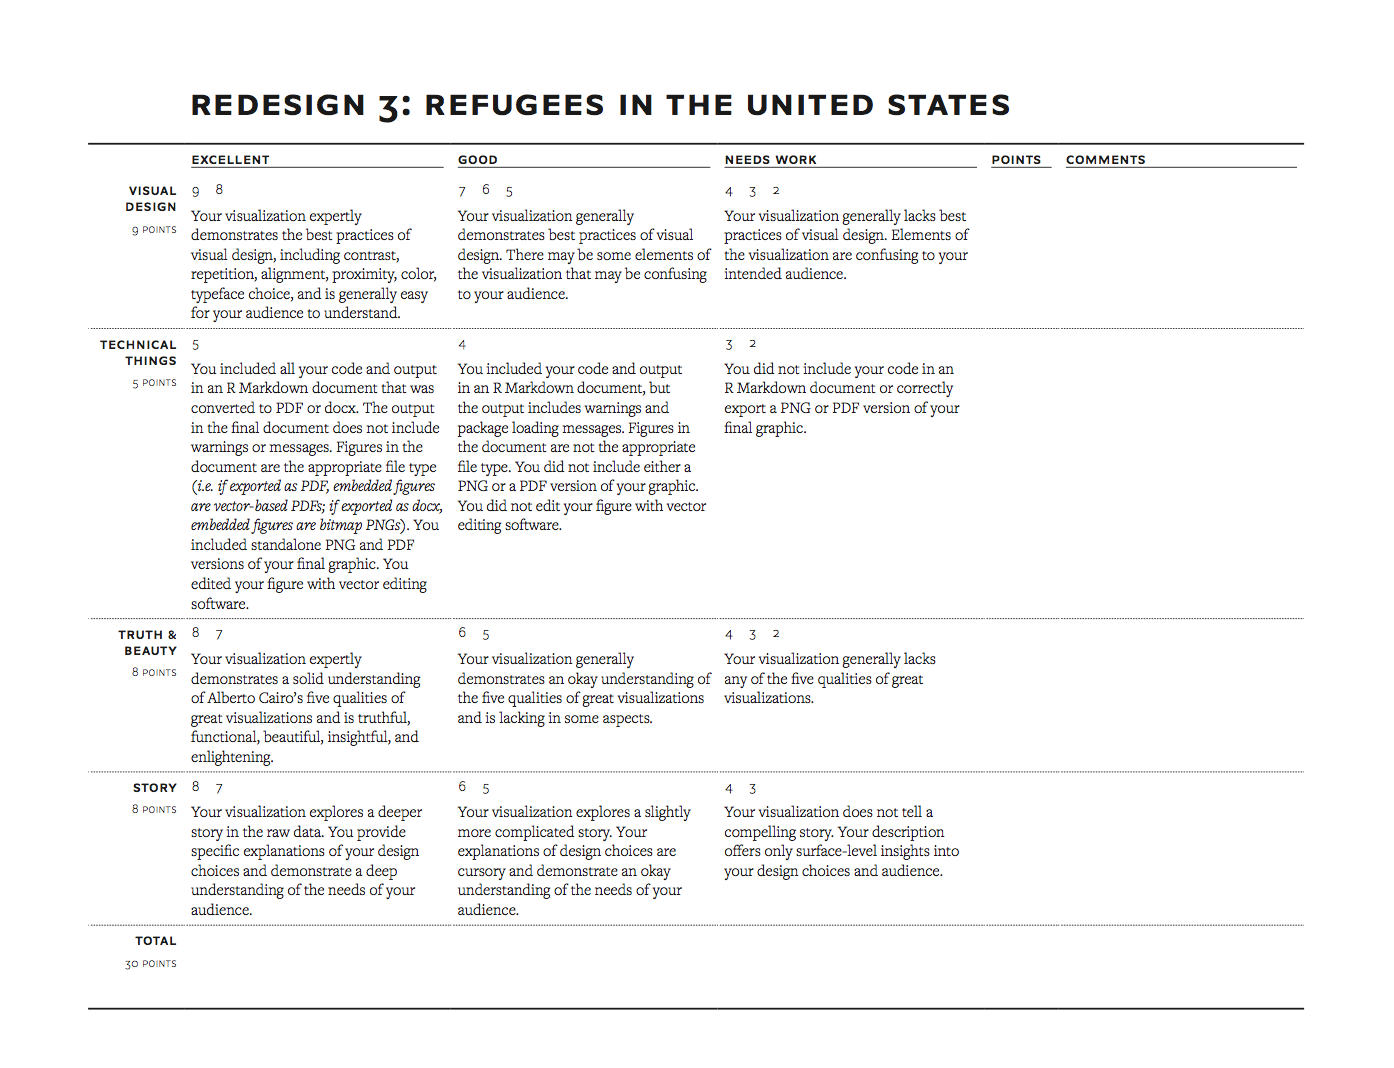 REDESIGN 3: REFUGEES IN THE UNITED STATES
EXCELLENT GOOD NEEDS WORK POINTS COMMENTS
VISUAL
DESIGN
9 POINTS
9 8
Your visualization expertly
demonstrates the best practices of
visual design, including contrast,
repetition, alignment, proximity, color,
typeface choice, and is generally easy
for your audience to understand.
7 6 5
Your visualization generally
demonstrates best practices of visual
design. There may be some elements of
the visualization that may be confusing
to your audience.
4 3 2
Your visualization generally lacks best
practices of visual design. Elements of
the visualization are confusing to your
intended audience.
TECHNICAL
THINGS
5 POINTS
5
You included all your code and output
in an R Markdown document that was
converted to PDF or docx. The output
in the final document does not include
warnings or messages. Figures in the
document are the appropriate file type
(i.e. if exported as PDF, embedded figures
are vector-based PDFs; if exported as docx,
embedded figures are bitmap PNGs). You
included standalone PNG and PDF
versions of your final graphic. You
edited your figure with vector editing
software.
4
You included your code and output
in an R Markdown document, but
the output includes warnings and
package loading messages. Figures in
the document are not the appropriate
file type. You did not include either a
PNG or a PDF version of your graphic.
You did not edit your figure with vector
editing software.
3 2
You did not include your code in an
R Markdown document or correctly
export a PNG or PDF version of your
final graphic.
TRUTH &
BEAUTY
8 POINTS
8 7
Your visualization expertly
demonstrates a solid understanding
of Alberto Cairo’s five qualities of
great visualizations and is truthful,
functional, beautiful, insightful, and
enlightening.
6 5
Your visualization generally
demonstrates an okay understanding of
the five qualities of great visualizations
and is lacking in some aspects.
4 3 2
Your visualization generally lacks
any of the five qualities of great
visualizations.
STORY
8 POINTS
8 7
Your visualization explores a deeper
story in the raw data. You provide
specific explanations of your design
choices and demonstrate a deep
understanding of the needs of your
audience.
6 5
Your visualization explores a slightly
more complicated story. Your
explanations of design choices are
cursory and demonstrate an okay
understanding of the needs of your
audience.
4 3
Your visualization does not tell a
compelling story. Your description
offers only surface-level insights into
your design choices and audience.
TOTAL
30 POINTS